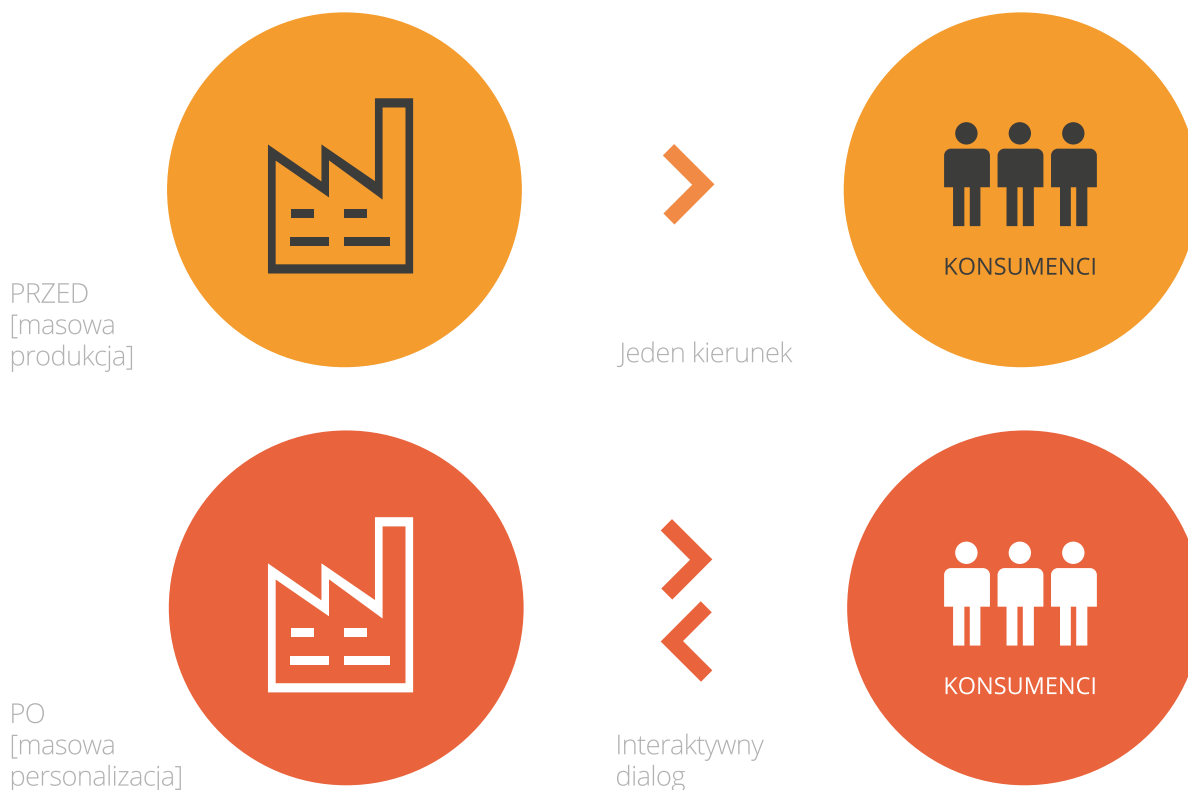 KONSUMENCI
PRZED
[masowa
produkcja]
Jeden kierunek
KONSUMENCI
PO
[masowa
personalizacja]
Interaktywny
dialog